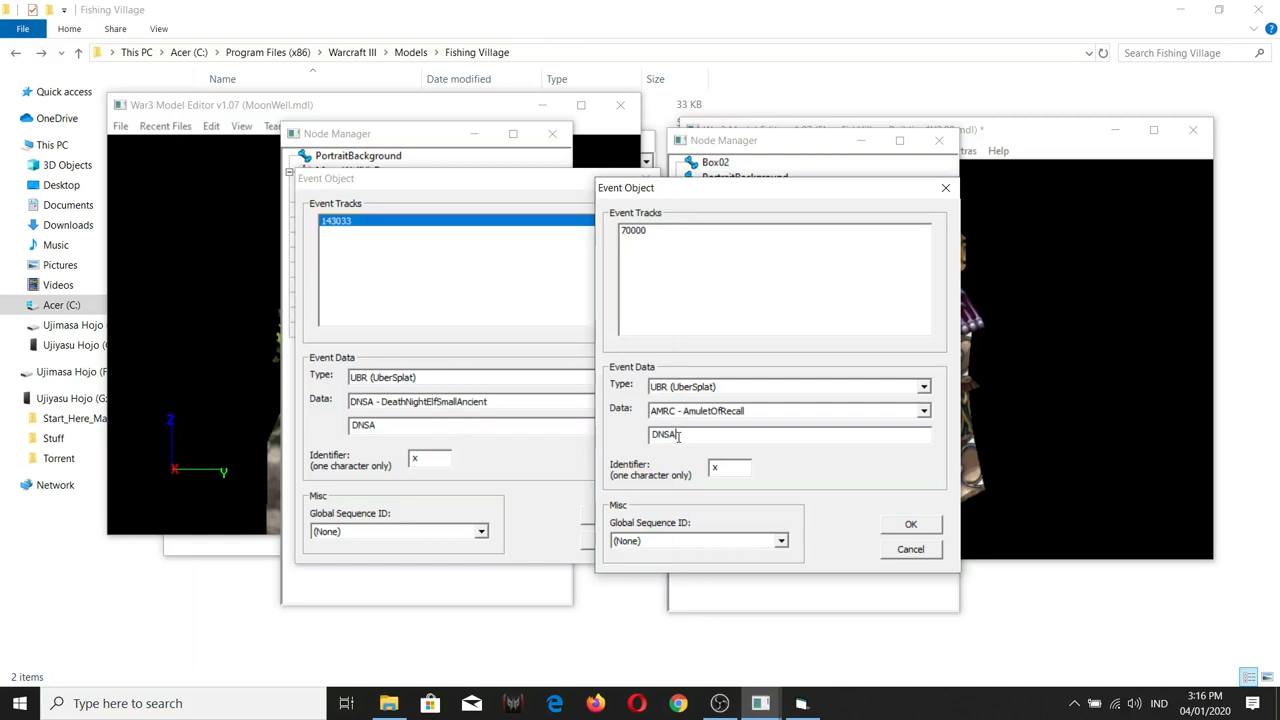 Fishing Village
File
Home
Share
View
This PC
Acer (C:)
Program Files (x86)
Warcraft III
Models
Fishing Village
Search Fishing Village
Name
Date modified
Type
Size
Quick access
OneDrive
This PC
3D Objects
Desktop
Documents
Downloads
Music
Pictures
Videos
Acer (C:)
Ujimasa Hojo
Ujiyasu Hojo (
Ujimasa Hojo (F
Ujiyasu Hojo (G:
Start_Here_Ma
Stuff
Torrent
Network
2 items
33 KB
War3 Model Editor v1.07 (MoonWell.mdl)
File
Recent Files
Edit
View
Z
X
Y
Node Manager
PortraitBackground
Event Object
Event Tracks
143033
Event Data
Type:
UBR (UberSplat)
Data:
DNSA - DeathNightElfSmallAncient
DNSA
Identifier:
(one character only)
x
Misc
Global Sequence ID:
(None)
Help
Node Manager
Box02
Event Object
Event Tracks
70000
Event Data
Type:
UBR (UberSplat)
Data:
AMRC - AmuletOfRecall
DNSA
Identifier:
(one character only)
x
Misc
Global Sequence ID:
(None)
OK
Cancel
Type here to search
IND
3:16 PM
04/01/2020